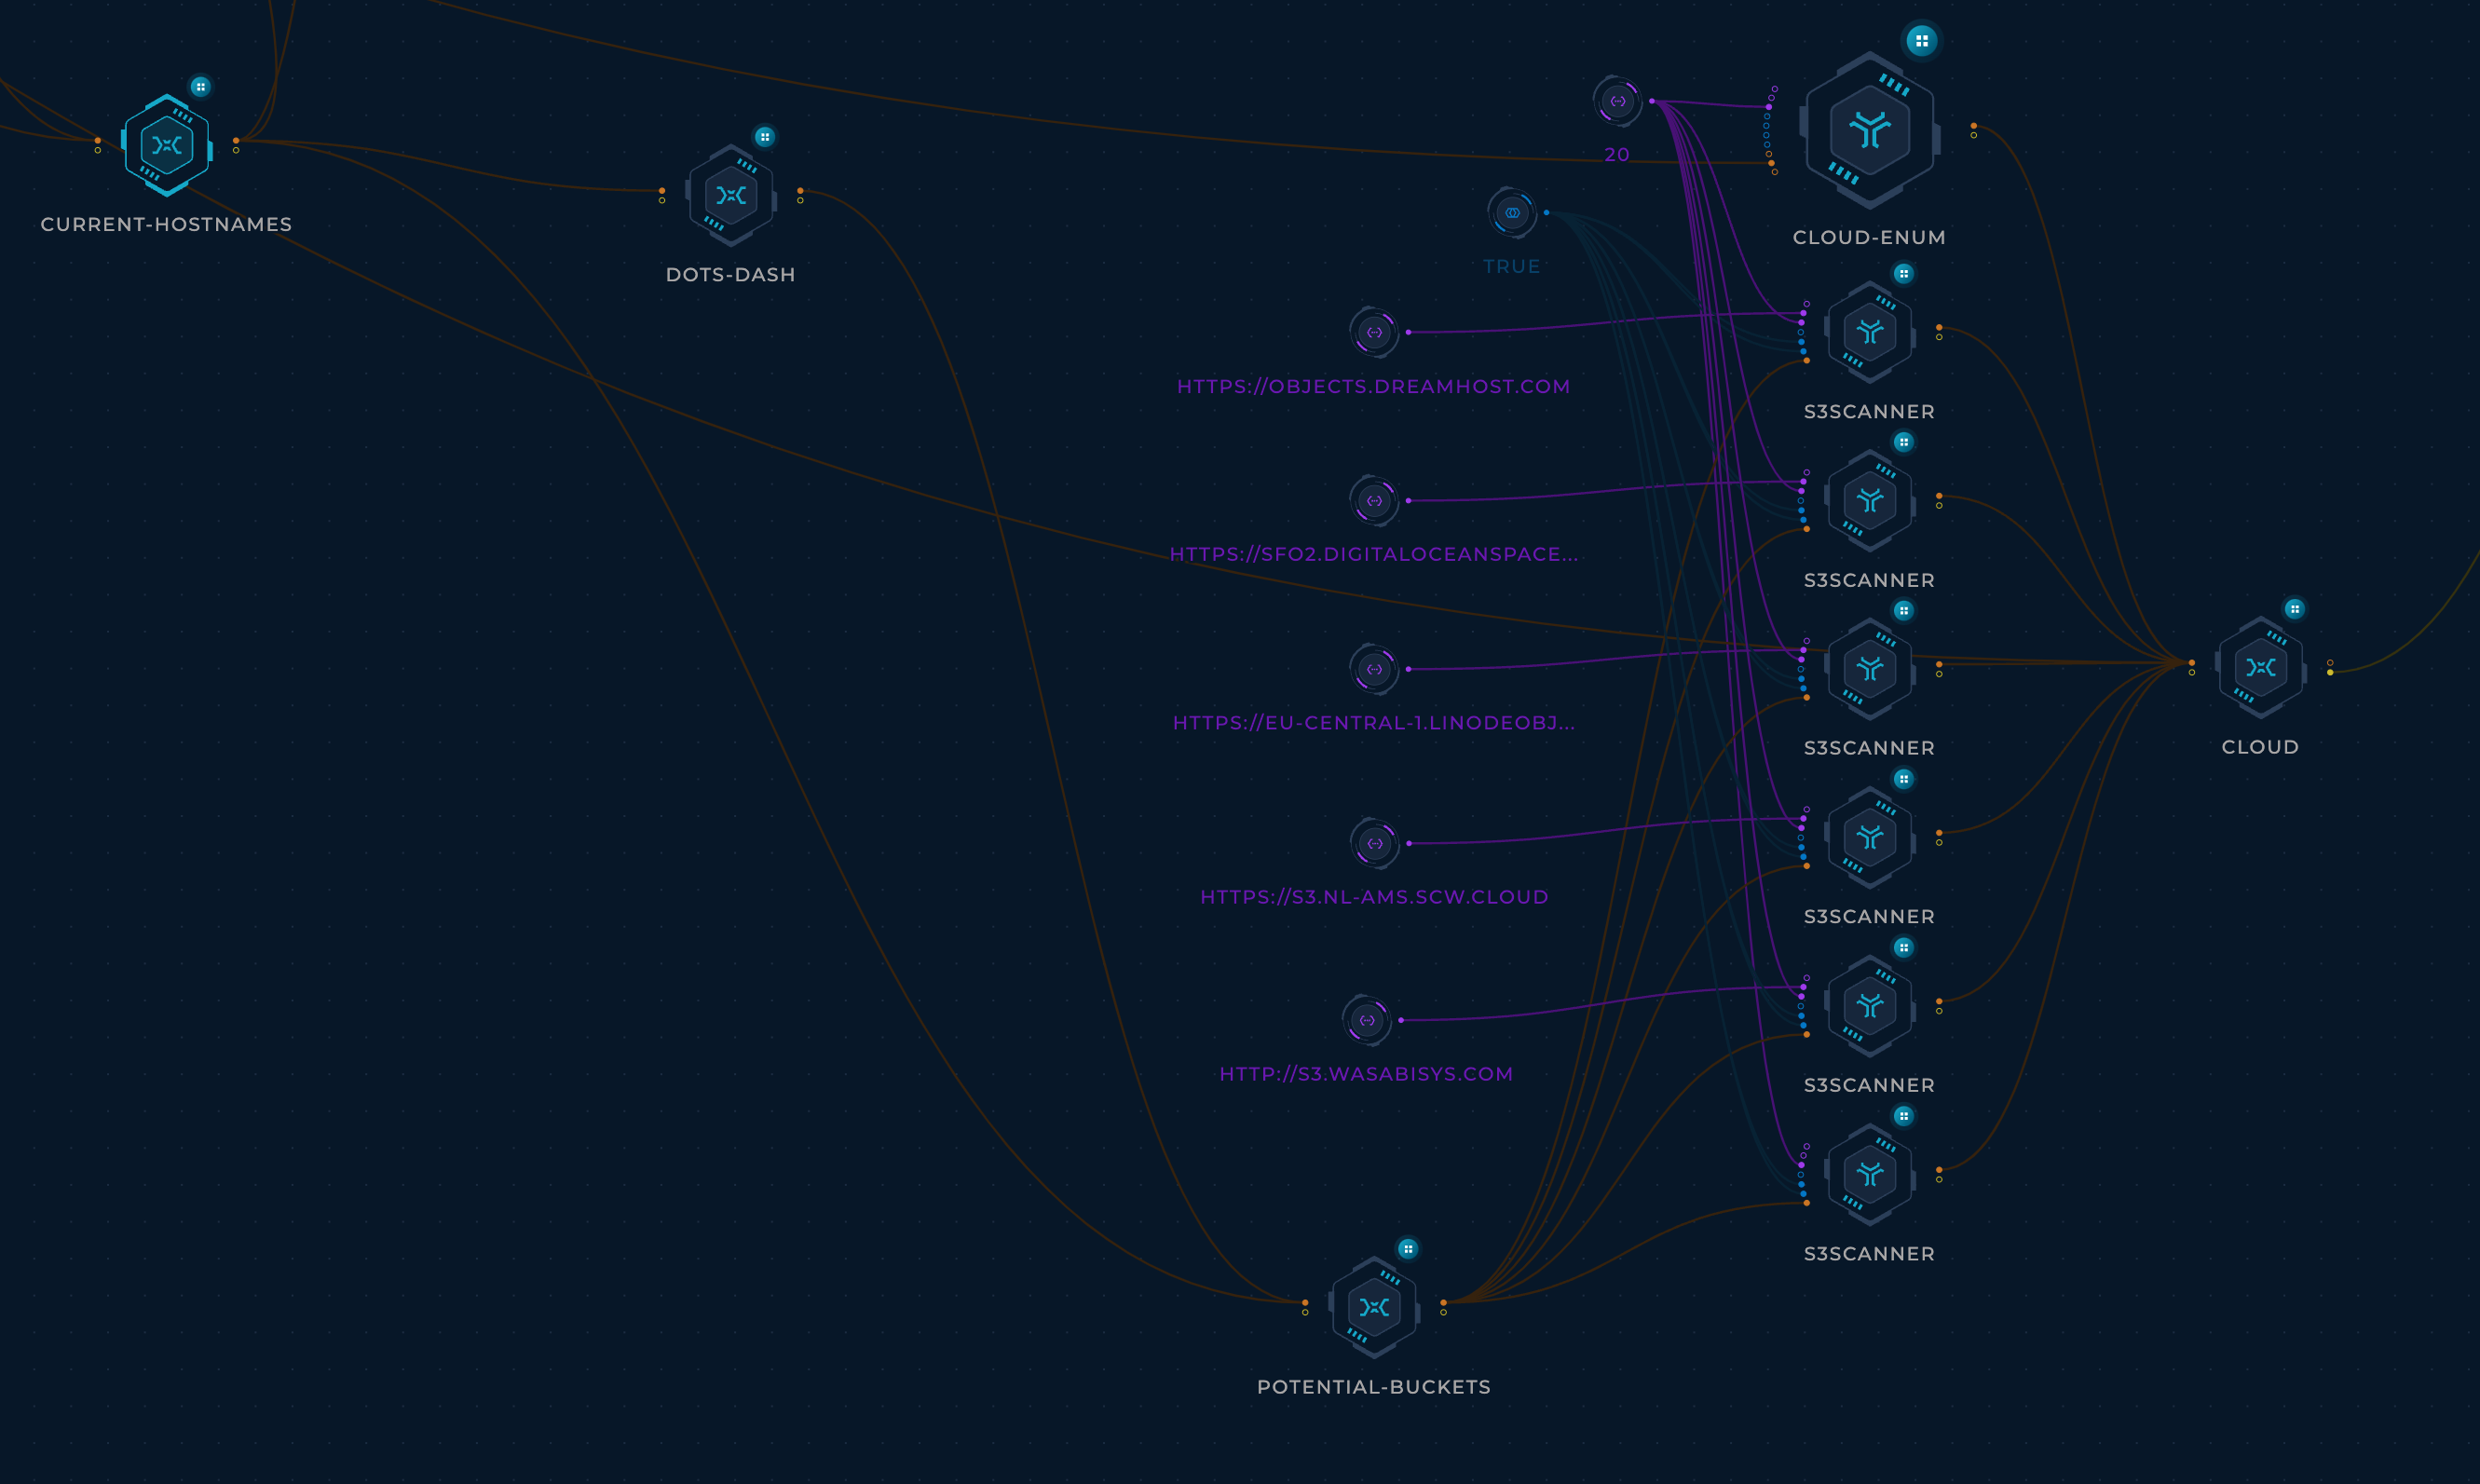 CURRENT-HOSTNAMES
DOTS-DASH
20
TRUE
CLOUD-ENUM
HTTPS://OBJECTS.DREAMHOST.COM
S3SCANNER
HTTPS://SFO2.DIGITALOCEANSPACE...
S3SCANNER
HTTPS://EU-CENTRAL-1.LINODEOBJ...
S3SCANNER
CLOUD
HTTPS://S3.NL-AMS.SCW.CLOUD
S3SCANNER
HTTP://S3.WASABISYS.COM
S3SCANNER
S3SCANNER
POTENTIAL-BUCKETS